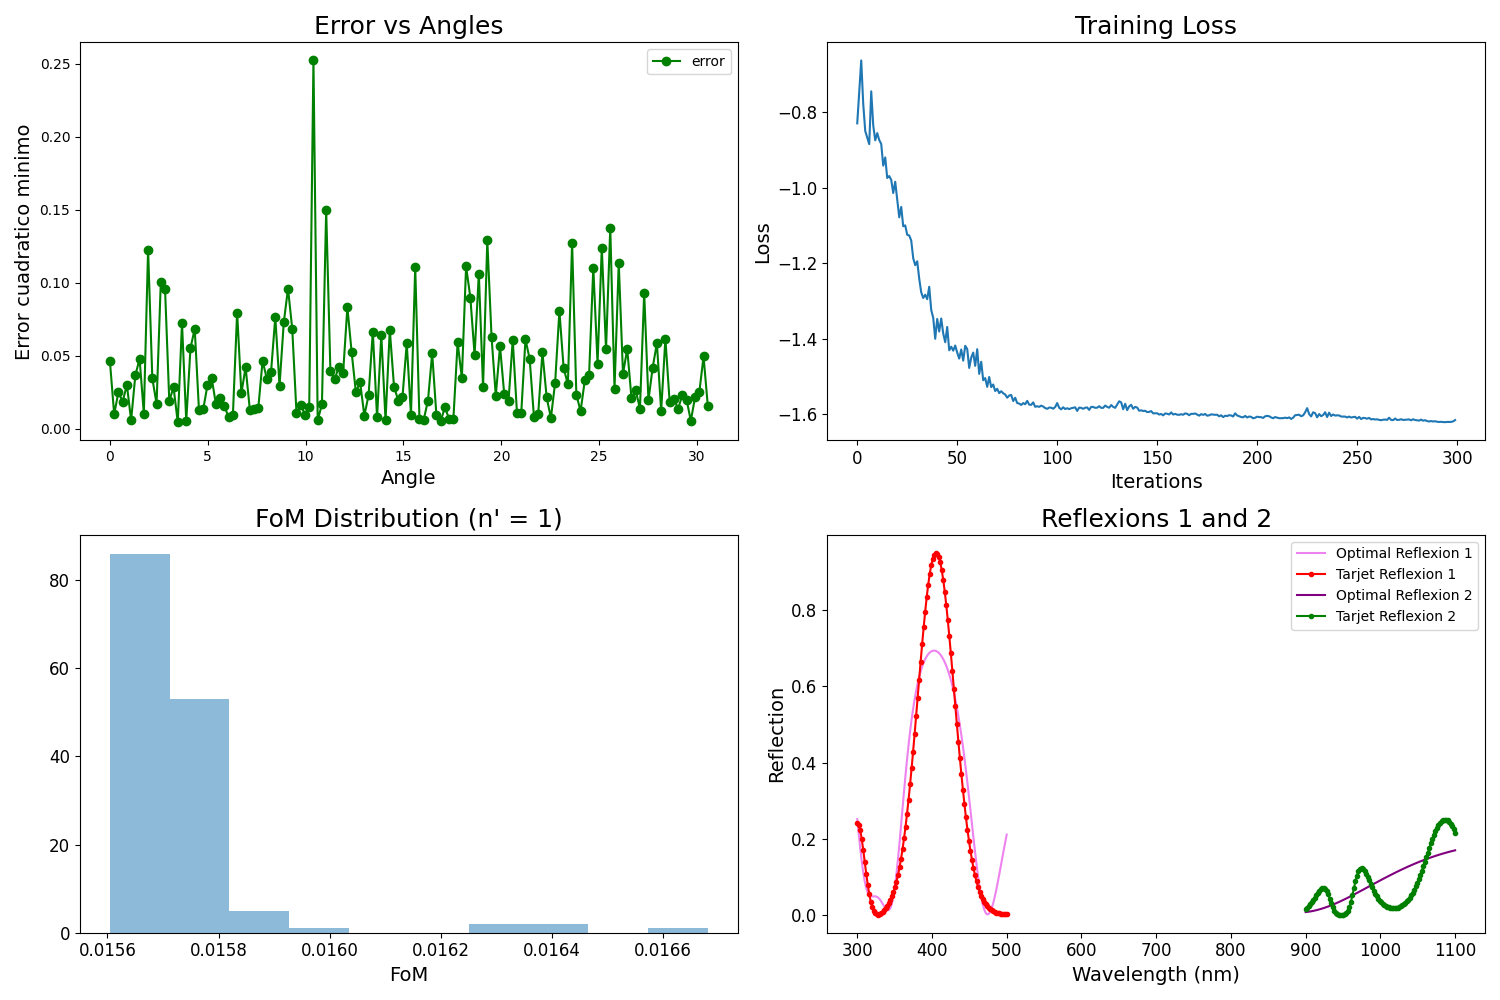 Error vs Angles
error
Error cuadratico minimo
0.25
0.20
0.15
0.10
0.05
0.00
0 5 10 15 20 25 30
Angle
Training Loss
Loss
−0.8
−1.0
−1.2
−1.4
−1.6
0 50 100 150 200 250 300
Iterations
FoM Distribution (n' = 1)
80
60
40
20
0
0.0156 0.0158 0.0160 0.0162 0.0164 0.0166
FoM
Reflexions 1 and 2
Optimal Reflexion 1
Tarjet Reflexion 1
Optimal Reflexion 2
Tarjet Reflexion 2
Reflection
0.8
0.6
0.4
0.2
0.0
300 400 500 600 700 800 900 1000 1100
Wavelength (nm)